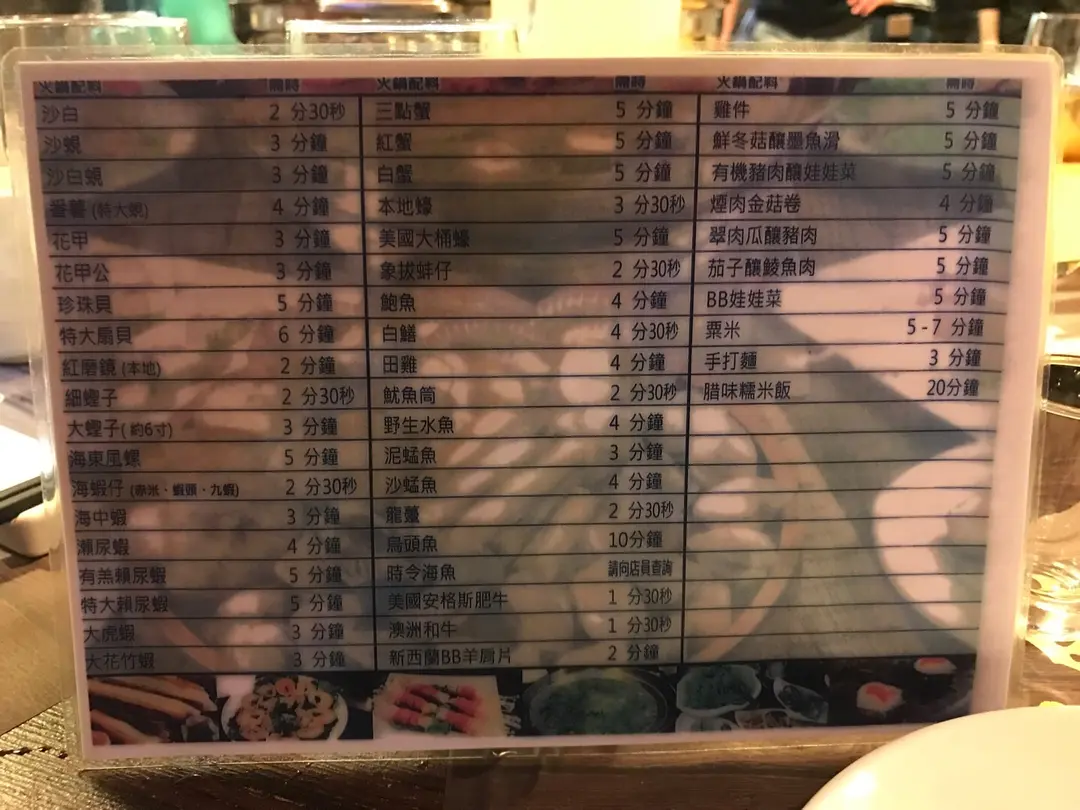 火鍋配料 需時
沙白 2 分30秒
沙蜆 3 分鐘
沙白蜆 3 分鐘
番薯 (特大蜆) 4 分鐘
花甲 3 分鐘
花甲公 3 分鐘
珍珠貝 5 分鐘
特大扇貝 6 分鐘
紅磨鏡 (本地) 2 分鐘
細蟶子 2 分30秒
大蟶子(約6寸) 3 分鐘
海東風螺 5 分鐘
海蝦仔 (赤米·蝦頭·九蝦) 2 分30秒
海中蝦 3 分鐘
瀨尿蝦 4 分鐘
有羔賴尿蝦 5 分鐘
特大賴尿蝦 5 分鐘
大虎蝦 3 分鐘
大花竹蝦 3 分鐘
火鍋配料 需時
三點蟹 5 分鐘
紅蟹 5 分鐘
白蟹 5 分鐘
本地蠔 3 分30秒
美國大桶蠔 5 分鐘
象拔蚌仔 2 分30秒
鮑魚 4 分鐘
白鱔 4 分30秒
田雞 4 分鐘
魷魚筒 2 分30秒
野生水魚 4 分鐘
泥蜢魚 3 分鐘
沙蜢魚 4 分鐘
龍躉 2 分30秒
烏頭魚 10分鐘
時令海魚 請向店員查詢
美國安格斯肥牛 1 分30秒
澳洲和牛 1 分30秒
新西蘭BB羊肩片 2 分鐘
火鍋配料 需時
雞件 5 分鐘
鮮冬菇釀墨魚滑 5 分鐘
有機豬肉釀娃娃菜 5 分鐘
煙肉金菇卷 4 分鐘
翠肉瓜釀豬肉 5 分鐘
茄子釀鯪魚肉 5 分鐘
BB娃娃菜 5 分鐘
粟米 5-7 分鐘
手打麵 3 分鐘
腊味糯米飯 20分鐘